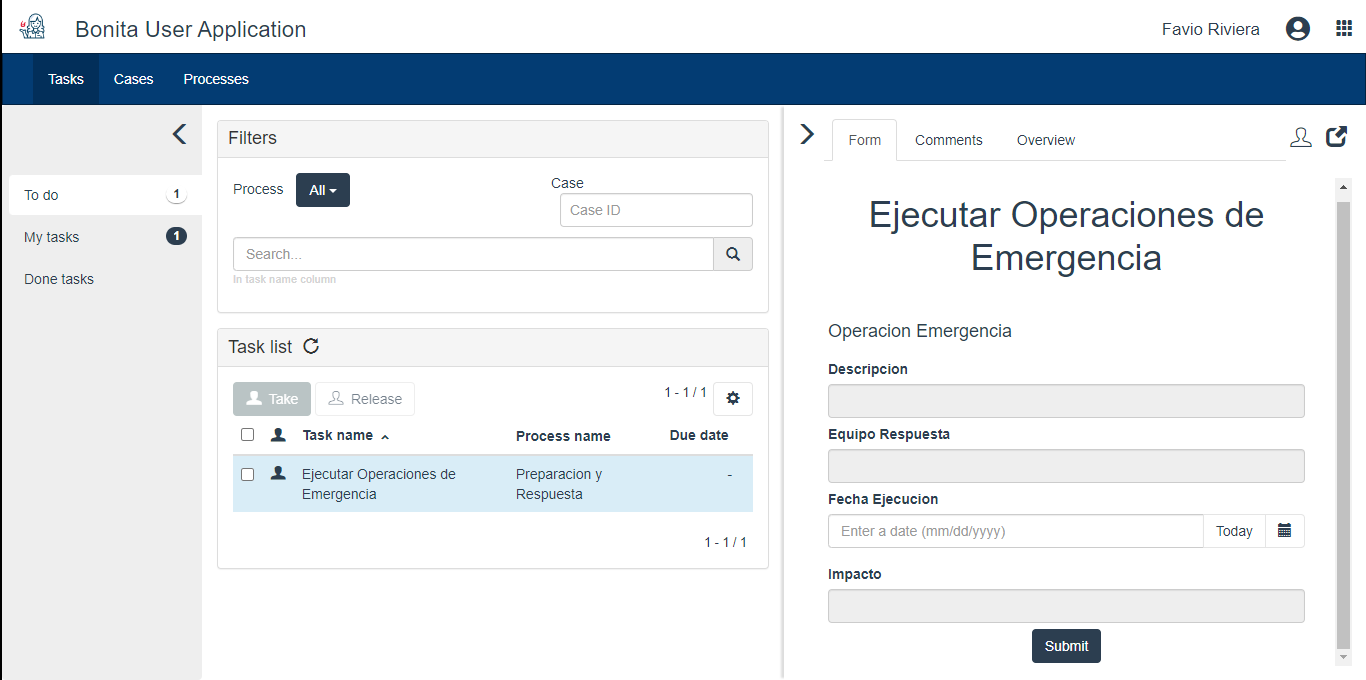 Bonita User Application
Favio Riviera
Tasks
Cases
Processes
To do
1
My tasks
1
Done tasks
Filters
Process
All
Case
Case ID
Search...
In task name column
Task list
Take
Release
1 - 1 / 1
Task name
Process name
Due date
Ejecutar Operaciones de
Emergencia
Preparacion y
Respuesta
-
1 - 1 / 1
Form
Comments
Overview
Ejecutar Operaciones de
Emergencia
Operacion Emergencia
Descripcion
Equipo Respuesta
Fecha Ejecucion
Enter a date (mm/dd/yyyy)
Today
Impacto
Submit